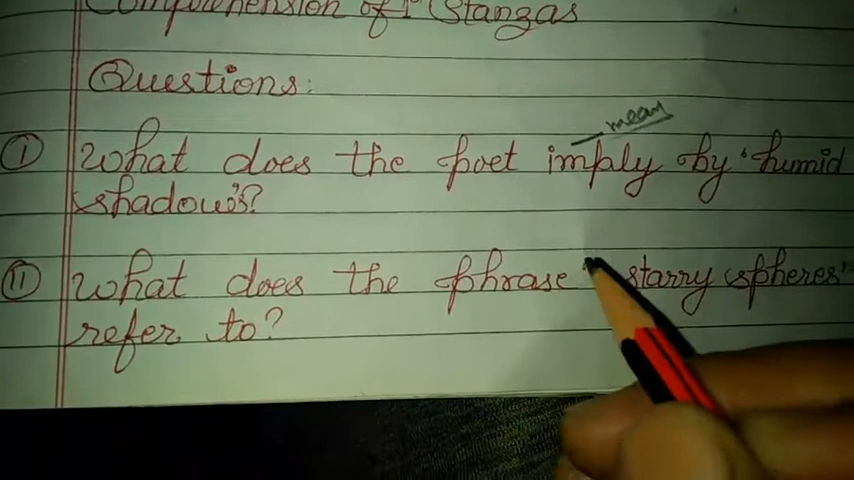 Comprehension of 1st Stanzas
Questions:
mean
(I) What does the poet imply by 'humid
shadows'?
(II) What does the phrase 'starry spheres'
refer to?